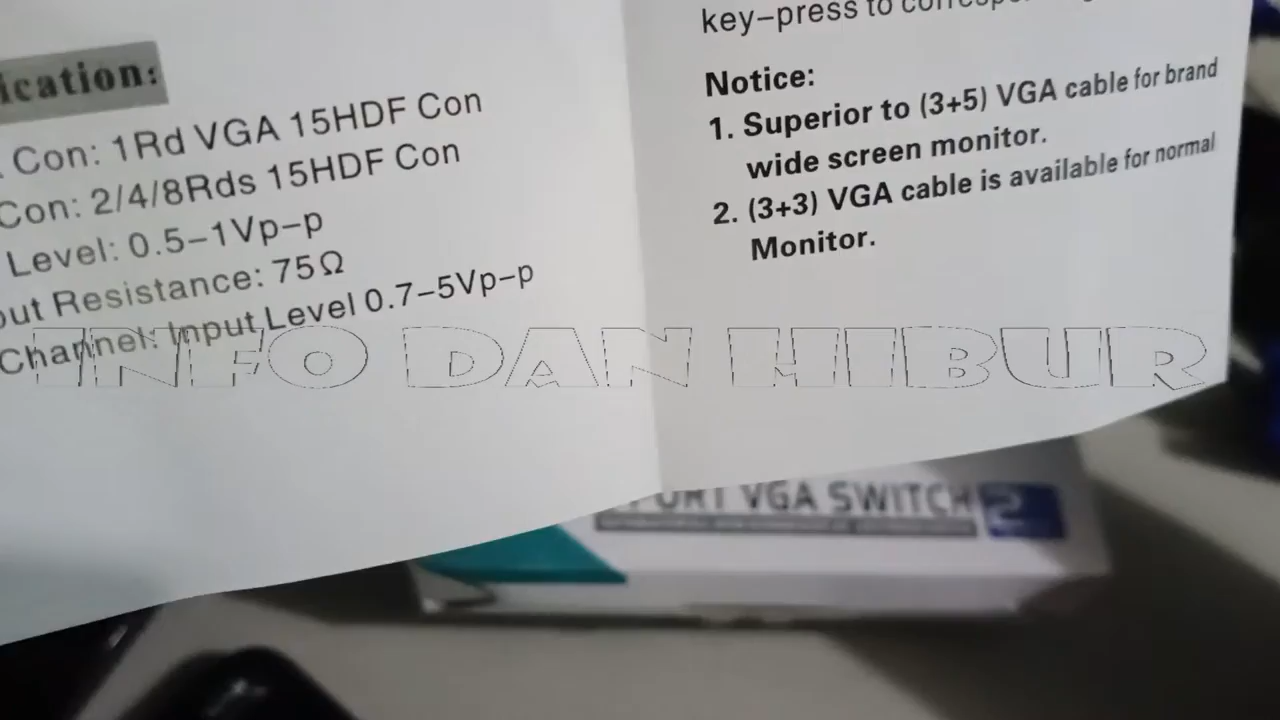 ication:
Con: 1Rd VGA 15HDF Con
Con: 2/4/8Rds 15HDF Con
Level: 0.5–1Vp–p
out Resistance: 75Ω
Channel: Input Level 0.7–5Vp–p
key–press to
Notice:
1. Superior to (3+5) VGA cable for brand
wide screen monitor.
2. (3+3) VGA cable is available for normal
Monitor.
INFO DAN HIBUR
PORT VGA SWITCH 2